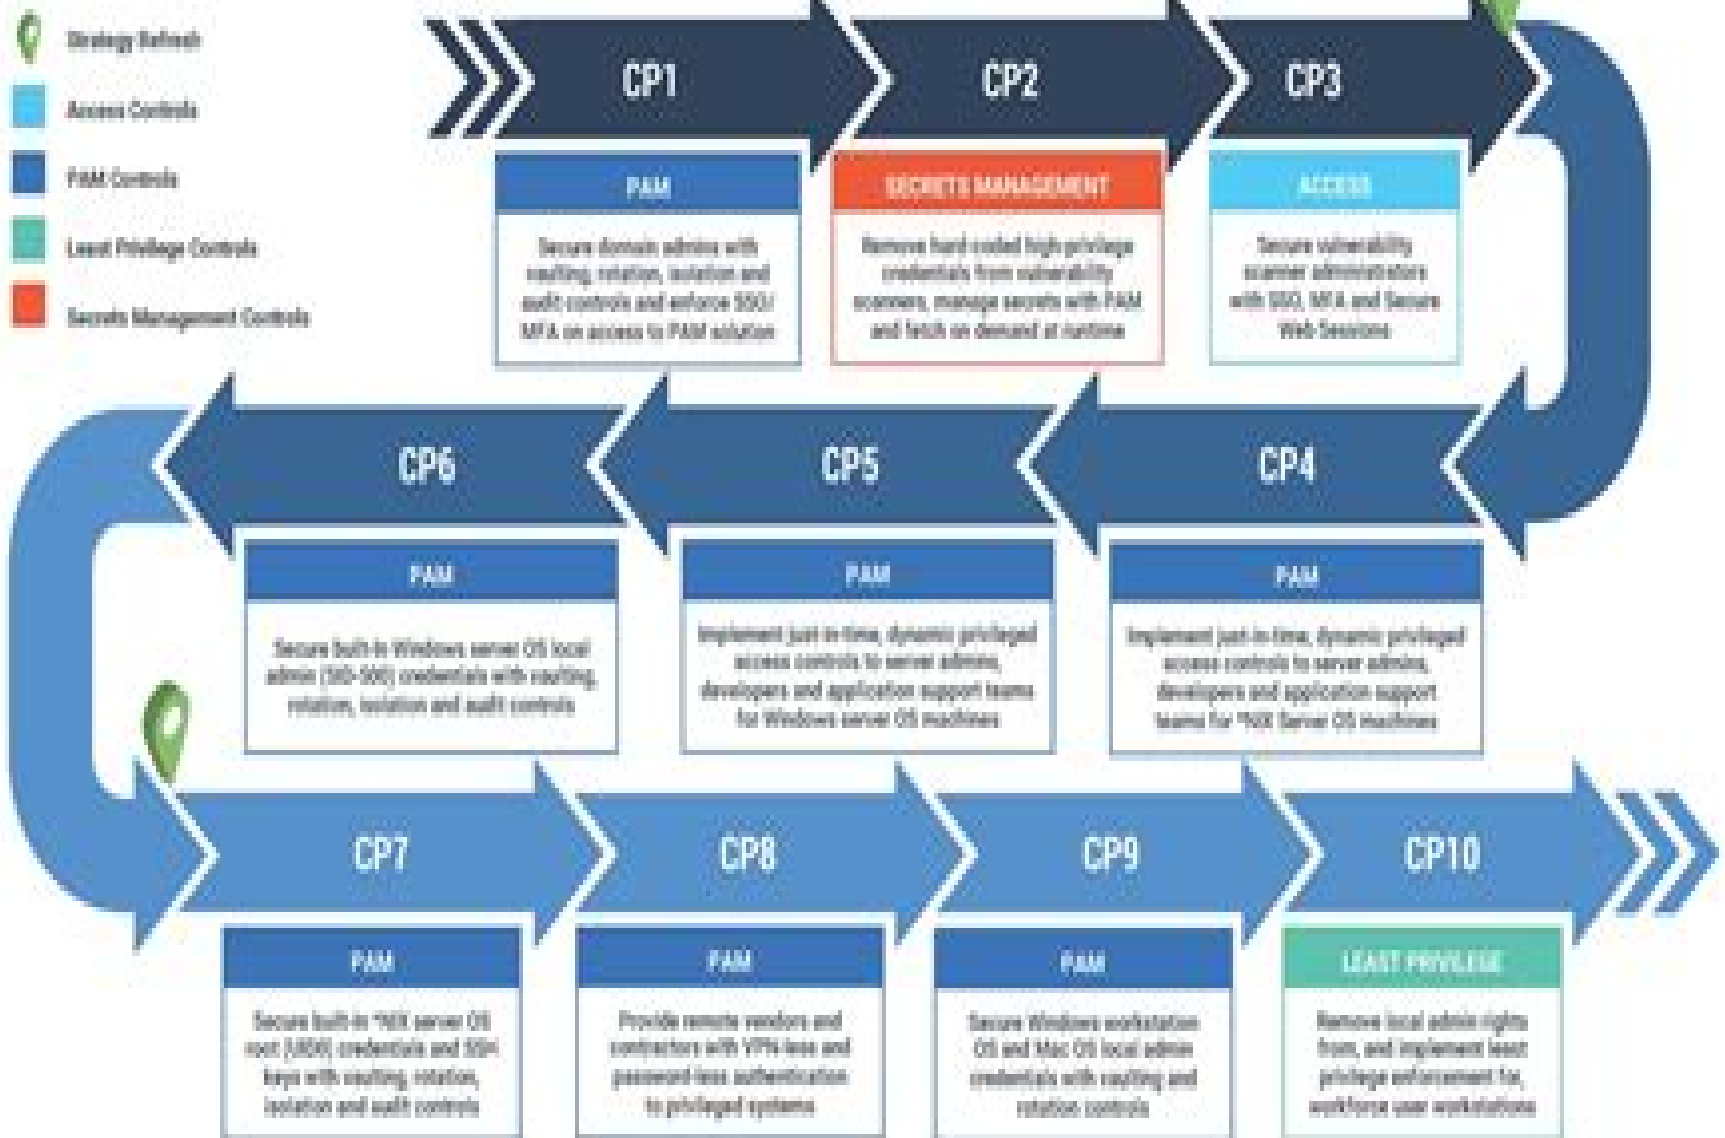 Strategy Refresh
Access Controls
PAM Controls
Least Privilege Controls
Secrets Management Controls
CP1
CP2
CP3
PAM
Secure domain admins with
vaulting, rotation, isolation and
audit controls and enforce SSO/
MFA on access to PAM solution
SECRETS MANAGEMENT
Remove hard-coded high privilege
credentials from vulnerability
scanners, manage secrets with PAM
and fetch on demand at runtime
ACCESS
Secure vulnerability
scanner administrators
with SSO, MFA and Secure
Web Sessions
CP6
CP5
CP4
PAM
Secure built-in Windows server OS local
admin (SID-500) credentials with vaulting,
rotation, isolation and audit controls
PAM
Implement just-in-time, dynamic privileged
access controls to server admins,
developers and application support teams
for Windows server OS machines
PAM
Implement just-in-time, dynamic privileged
access controls to server admins,
developers and application support
teams for *NIX Server OS machines
CP7
CP8
CP9
CP10
PAM
Secure built-in *NIX server OS
root (UID0) credentials and SSH
keys with vaulting, rotation,
isolation and audit controls
PAM
Provide remote vendors and
contractors with VPN-less and
password-less authentication
to privileged systems
PAM
Secure Windows workstation
OS and Mac OS local admin
credentials with vaulting and
rotation controls
LEAST PRIVILEGE
Remove local admin rights
from, and implement least
privilege enforcement for,
workforce user workstations